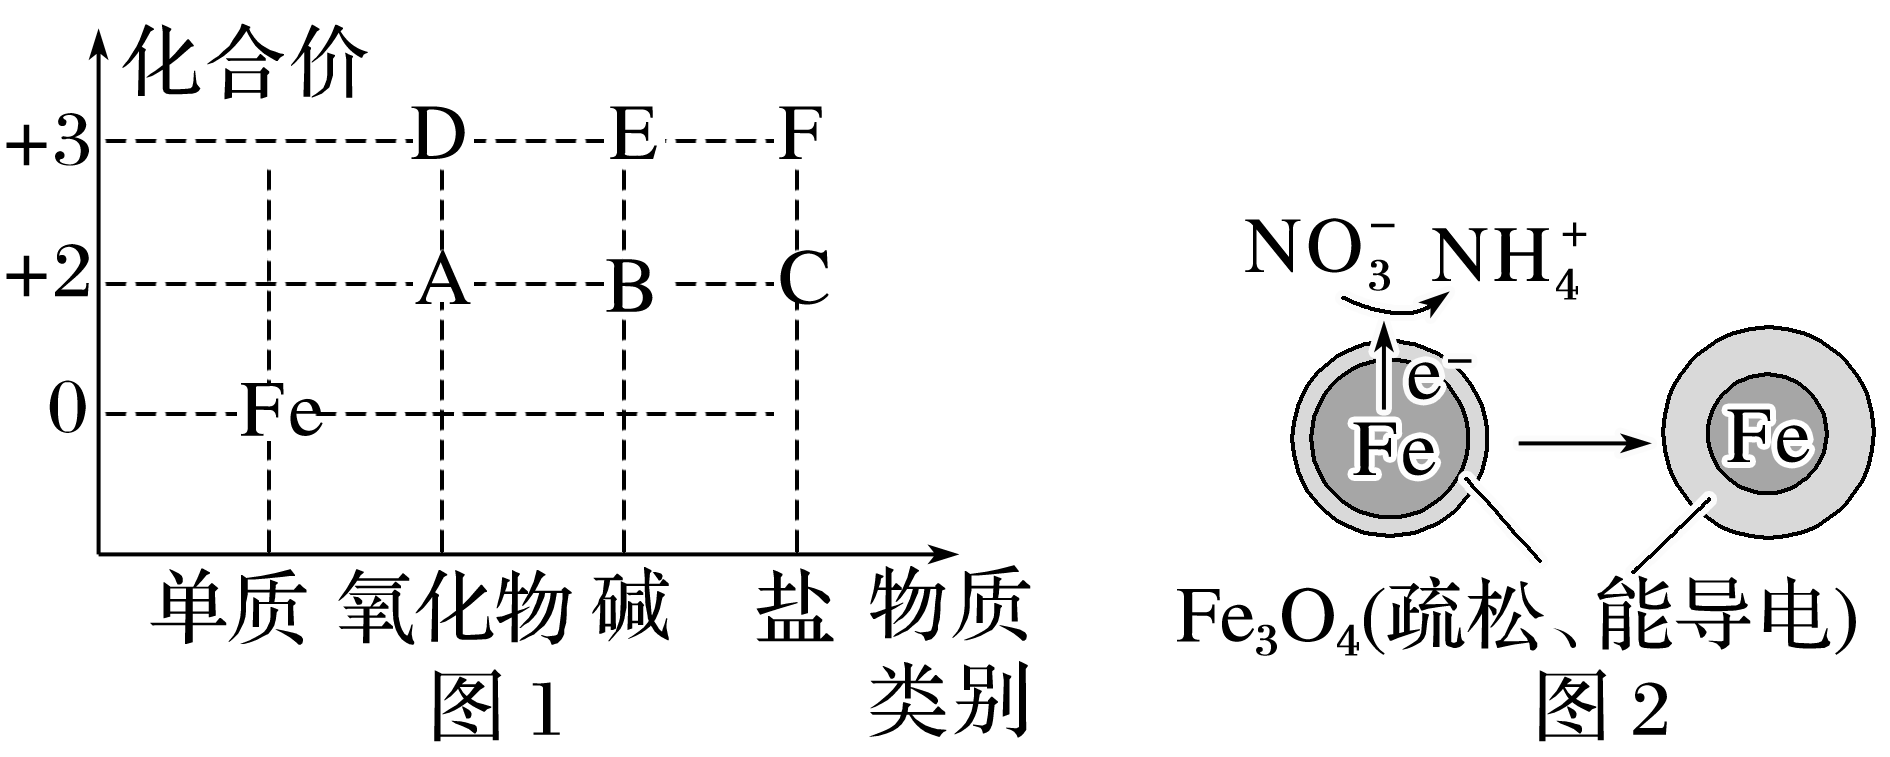 化合价
+3 D E F
+2 A B C
0 Fe
单质 氧化物 碱 盐 物质
类别
图 1
NO₃⁻ NH₄⁺
e⁻
Fe Fe
Fe₃O₄(疏松、能导电)
图 2